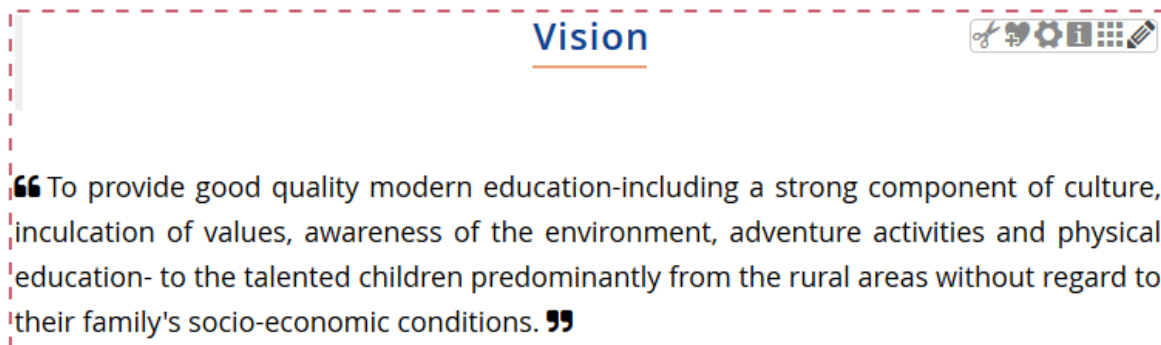 Vision
❝ To provide good quality modern education-including a strong component of culture,
inculcation of values, awareness of the environment, adventure activities and physical
education- to the talented children predominantly from the rural areas without regard to
their family's socio-economic conditions. ❞